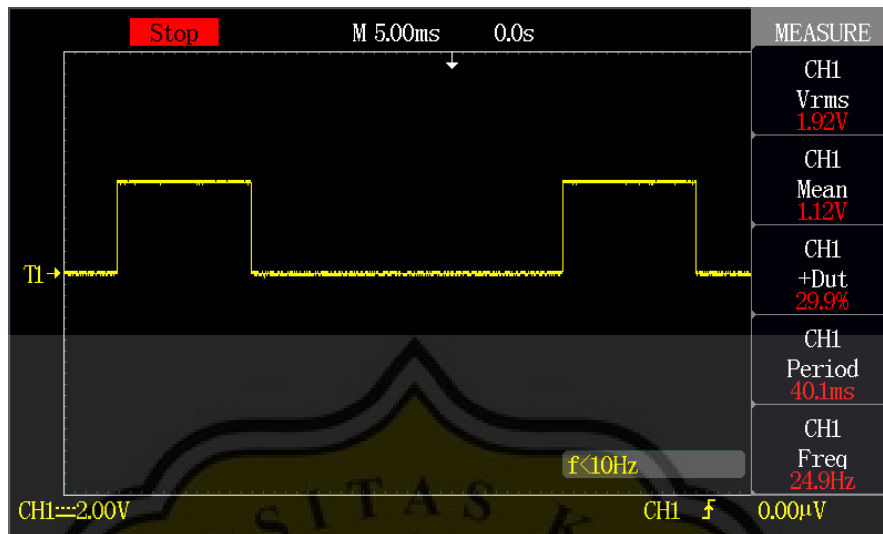 Stop M 5.00ms 0.0s MEASURE
CH1
Vrms
1.92V
CH1
Mean
1.12V
T1
CH1
+Dut
29.9%
CH1
Period
40.1ms
CH1
Freq
24.9Hz
f<10Hz
SITAS K
CH1 2.00V CH1 0.00μV